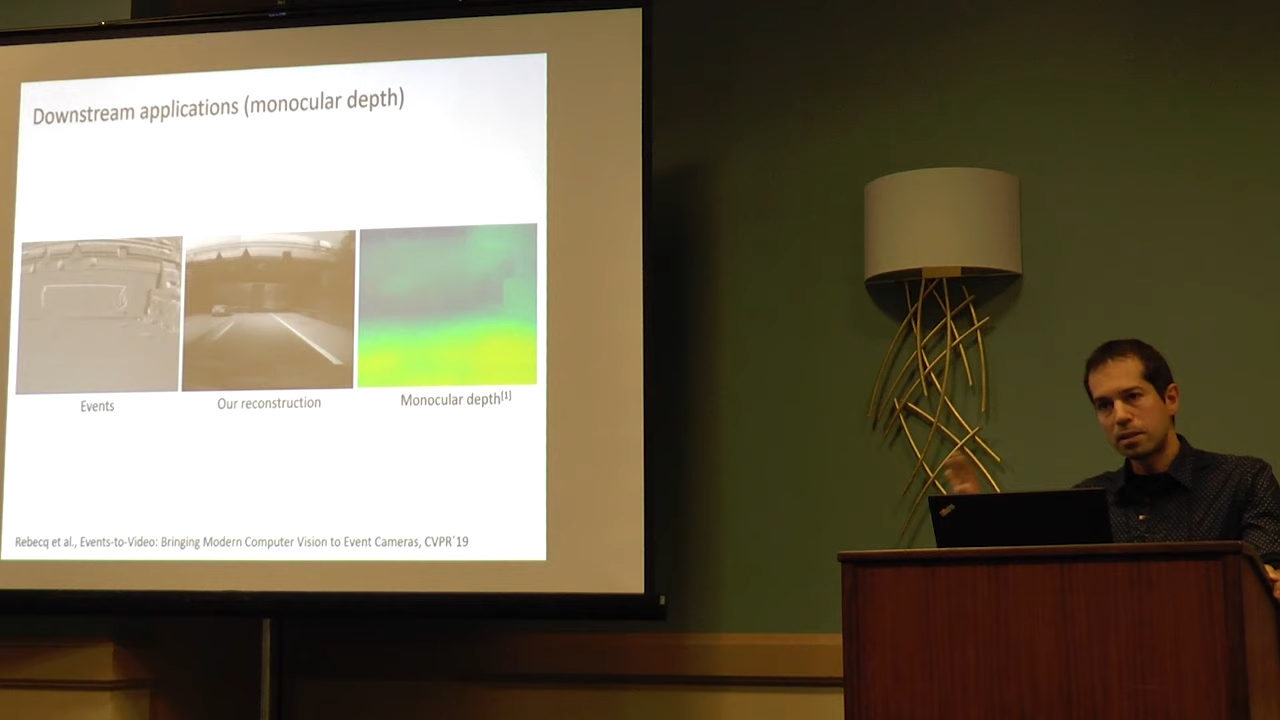 Downstream applications (monocular depth)
Events
Our reconstruction
Monocular depth[1]
Rebecq et al., Events-to-Video: Bringing Modern Computer Vision to Event Cameras, CVPR´19